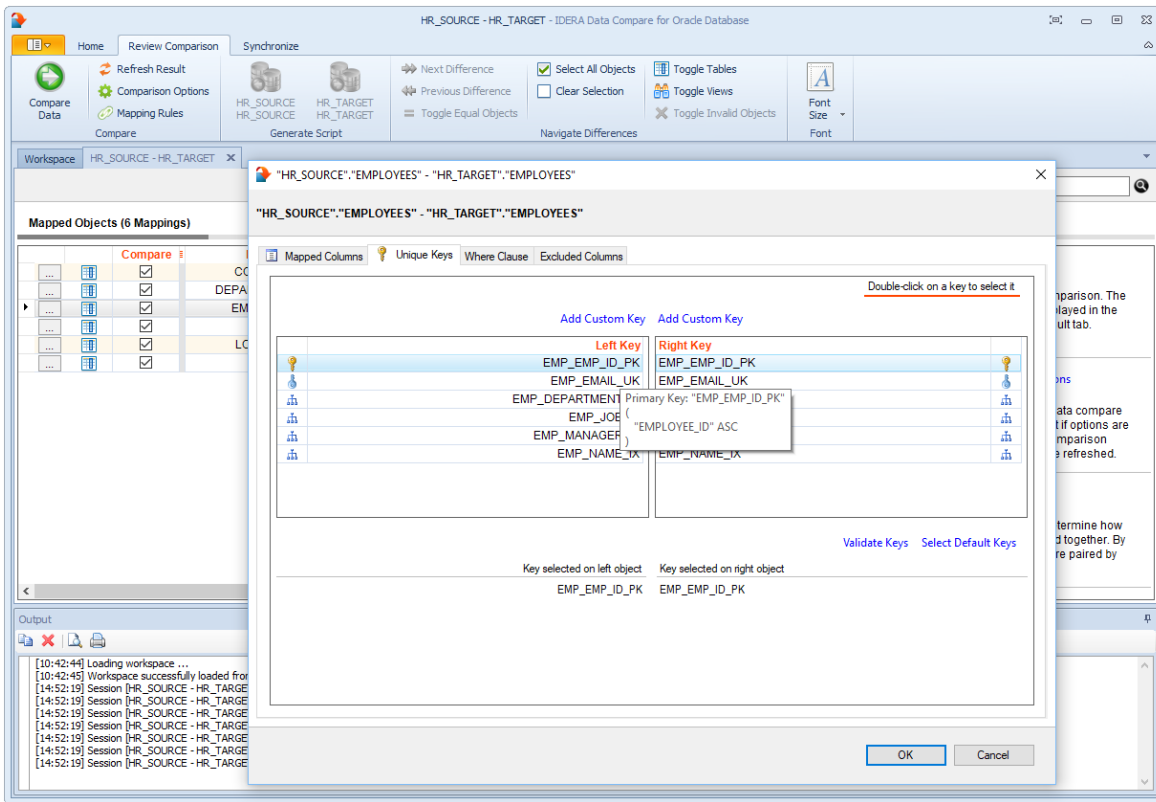 HR_SOURCE - HR_TARGET - IDERA Data Compare for Oracle Database
Home Review Comparison Synchronize
Compare Data
Refresh Result
Comparison Options
Mapping Rules
Compare
HR_SOURCE HR_SOURCE
HR_TARGET HR_TARGET
Generate Script
Next Difference
Previous Difference
Toggle Equal Objects
Select All Objects
Clear Selection
Navigate Differences
Toggle Tables
Toggle Views
Toggle Invalid Objects
Font Size
Font
Workspace HR_SOURCE - HR_TARGET
Mapped Objects (6 Mappings)
Compare
CO
DEPA
EM
LO
"HR_SOURCE"."EMPLOYEES" - "HR_TARGET"."EMPLOYEES"
"HR_SOURCE"."EMPLOYEES" - "HR_TARGET"."EMPLOYEES"
Mapped Columns Unique Keys Where Clause Excluded Columns
Double-click on a key to select it
Add Custom Key Add Custom Key
Left Key Right Key
EMP_EMP_ID_PK EMP_EMP_ID_PK
EMP_EMAIL_UK EMP_EMAIL_UK
EMP_DEPARTMENT
EMP_JOB
EMP_MANAGER
EMP_NAME_IX EMP_NAME_IX
Primary Key: "EMP_EMP_ID_PK"
(
"EMPLOYEE_ID" ASC
)
Validate Keys Select Default Keys
Key selected on left object Key selected on right object
EMP_EMP_ID_PK EMP_EMP_ID_PK
OK Cancel
mparison. The
layed in the
ult tab.
ons
ata compare
t if options are
mparison
e refreshed.
termine how
d together. By
re paired by
Output
[10:42:44] Loading workspace ...
[10:42:45] Workspace successfully loaded from
[14:52:19] Session [HR_SOURCE - HR_TARGE
[14:52:19] Session [HR_SOURCE - HR_TARGE
[14:52:19] Session [HR_SOURCE - HR_TARGE
[14:52:19] Session [HR_SOURCE - HR_TARGE
[14:52:19] Session [HR_SOURCE - HR_TARGE
[14:52:19] Session [HR_SOURCE - HR_TARGE
[14:52:19] Session [HR_SOURCE - HR_TARGE